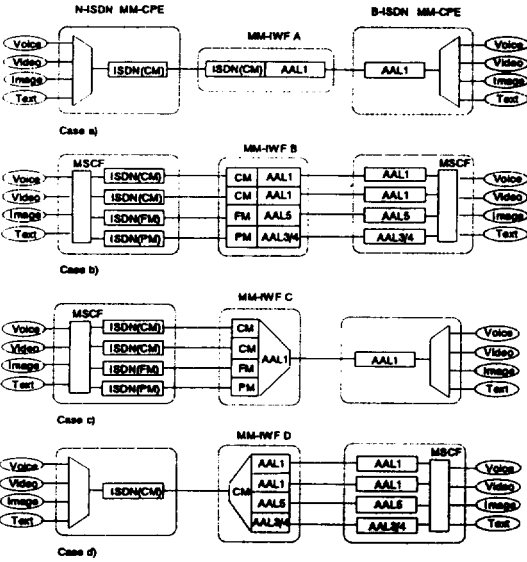 N-ISDN MM-CPE
B-ISDN MM-CPE
MM-IWF A
Voice
Video
Image
Text
ISDN(CM)
ISDN(CM) AAL1
AAL1
Voice
Video
Image
Text
Case a)
MM-IWF B
MSCF
MSCF
Voice ISDN(CM) CM AAL1 AAL1 Voice
Video ISDN(CM) CM AAL1 AAL1 Video
Image ISDN(FM) FM AAL5 AAL5 Image
Text ISDN(PM) PM AAL3/4 AAL3/4 Text
Case b)
MM-IWF C
MSCF
Voice ISDN(CM) CM Voice
Video ISDN(CM) CM AAL1 AAL1 Video
Image ISDN(FM) FM Image
Text ISDN(PM) PM Text
Case c)
MM-IWF D
MSCF
Voice AAL1 AAL1 Voice
Video ISDN(CM) CM AAL1 AAL1 Video
Image AAL5 AAL5 Image
Text AAL3/4 AAL3/4 Text
Case d)